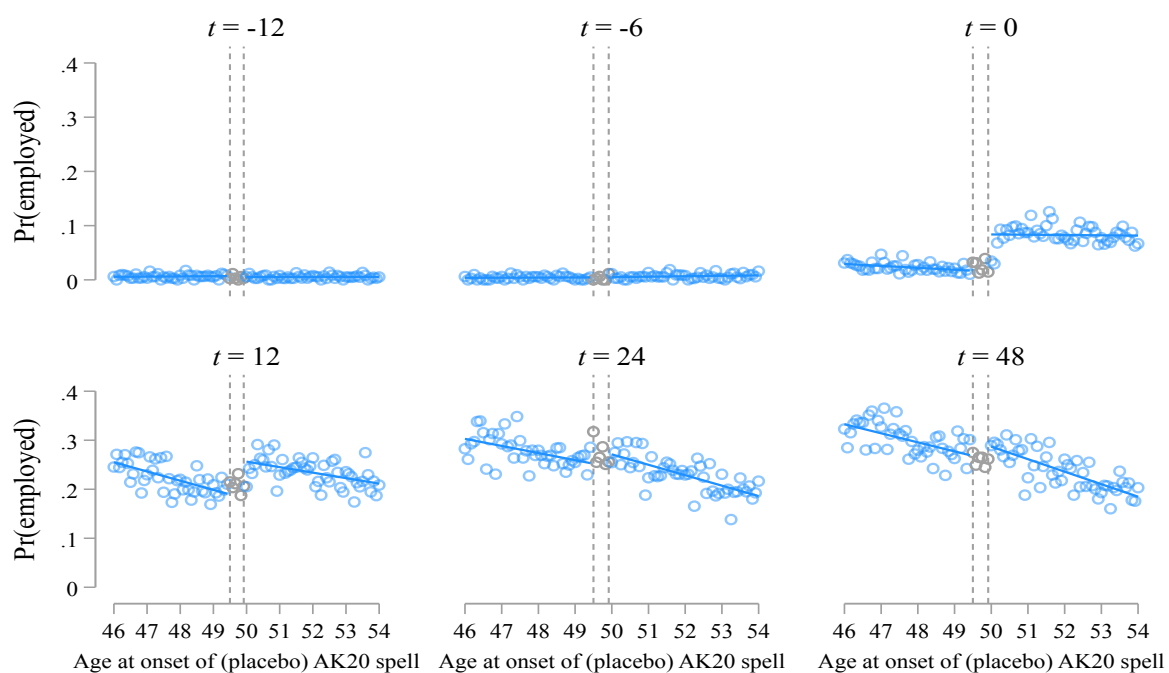 t = -12
t = -6
t = 0
Pr(employed)
.4
.3
.2
.1
0
t = 12
t = 24
t = 48
Pr(employed)
.4
.3
.2
.1
0
46 47 48 49 50 51 52 53 54
46 47 48 49 50 51 52 53 54
46 47 48 49 50 51 52 53 54
Age at onset of (placebo) AK20 spell
Age at onset of (placebo) AK20 spell
Age at onset of (placebo) AK20 spell